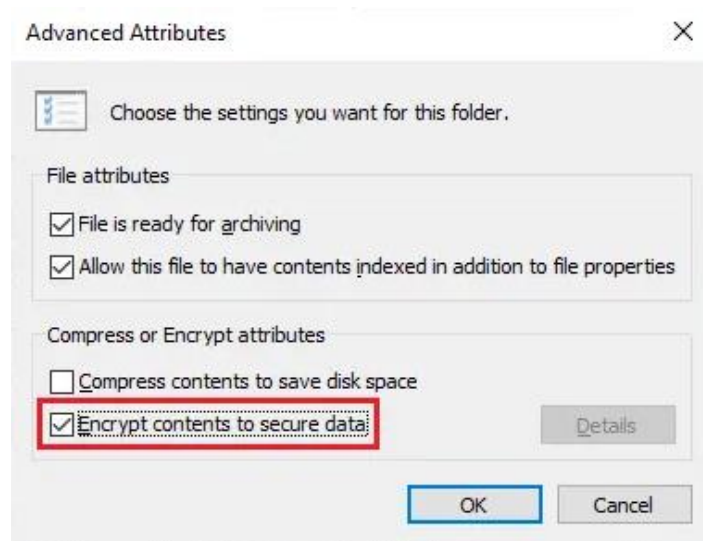 Advanced Attributes
Choose the settings you want for this folder.
File attributes
File is ready for archiving
Allow this file to have contents indexed in addition to file properties
Compress or Encrypt attributes
Compress contents to save disk space
Encrypt contents to secure data
Details
OK
Cancel